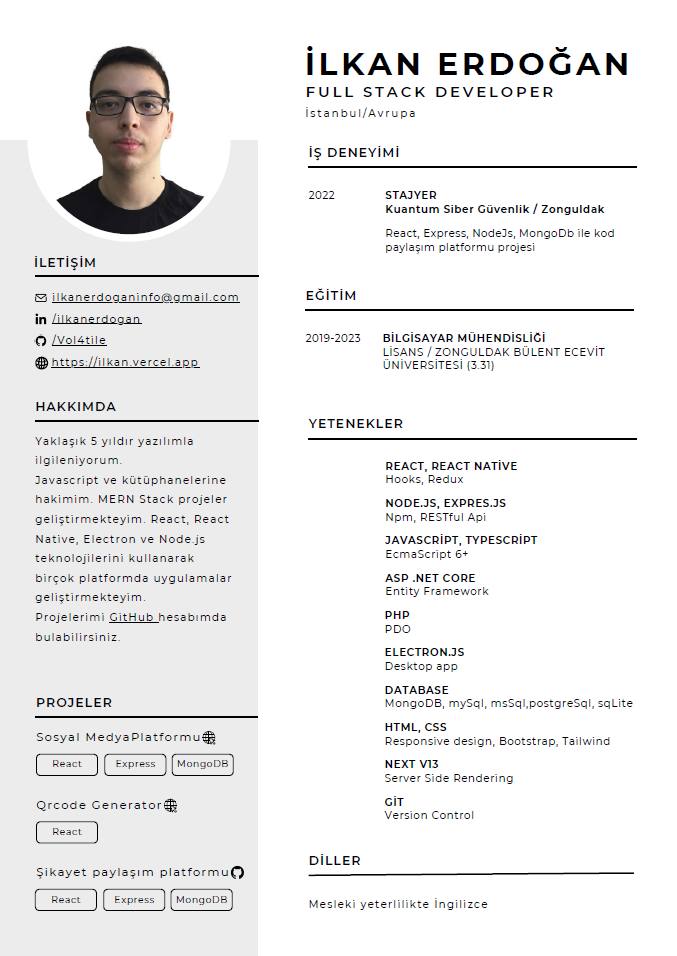 İLKAN ERDOĞAN
FULL STACK DEVELOPER
İstanbul/Avrupa
İLETİŞİM
ilkanerdoganinfo@gmail.com
/ilkanerdogan
/Vol4tile
https://ilkan.vercel.app
HAKKIMDA
Yaklaşık 5 yıldır yazılımla
ilgileniyorum.
Javascript ve kütüphanelerine
hakimim. MERN Stack projeler
geliştirmekteyim. React, React
Native, Electron ve Node.js
teknolojilerini kullanarak
birçok platformda uygulamalar
geliştirmekteyim.
Projelerimi GitHub hesabımda
bulabilirsiniz.
PROJELER
Sosyal MedyaPlatformu
React Express MongoDB
Qrcode Generator
React
Şikayet paylaşım platformu
React Express MongoDB
İŞ DENEYİMİ
2022 STAJYER
Kuantum Siber Güvenlik / Zonguldak
React, Express, NodeJs, MongoDb ile kod
paylaşım platformu projesi
EĞİTİM
2019-2023 BİLGİSAYAR MÜHENDİSLİĞİ
LİSANS / ZONGULDAK BÜLENT ECEVİT
ÜNİVERSİTESİ (3.31)
YETENEKLER
REACT, REACT NATİVE
Hooks, Redux
NODE.JS, EXPRES.JS
Npm, RESTful Api
JAVASCRİPT, TYPESCRİPT
EcmaScript 6+
ASP .NET CORE
Entity Framework
PHP
PDO
ELECTRON.JS
Desktop app
DATABASE
MongoDB, mySql, msSql,postgreSql, sqLite
HTML, CSS
Responsive design, Bootstrap, Tailwind
NEXT V13
Server Side Rendering
GİT
Version Control
DİLLER
Mesleki yeterlilikte İngilizce